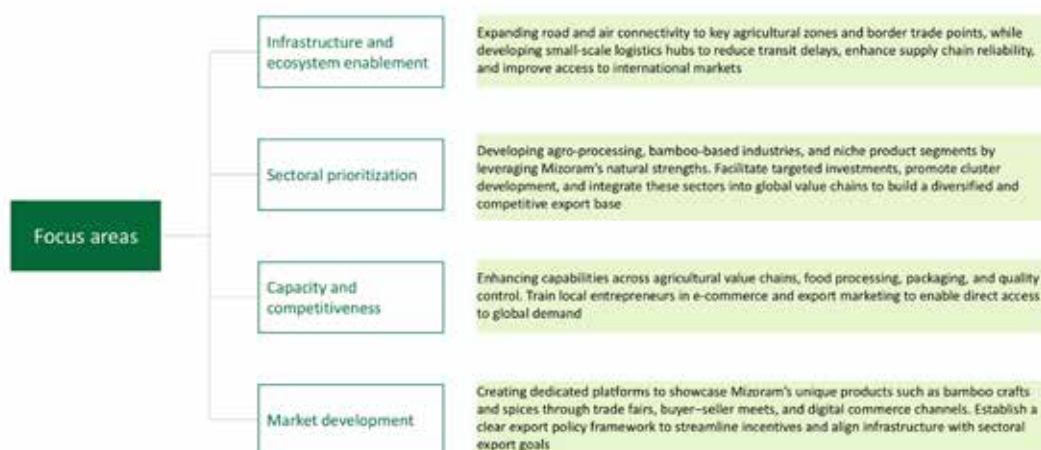 Focus areas
Infrastructure and
ecosystem enablement
Expanding road and air connectivity to key agricultural zones and border trade points, while
developing small-scale logistics hubs to reduce transit delays, enhance supply chain reliability,
and improve access to international markets
Sectoral prioritization
Developing agro-processing, bamboo-based industries, and niche product segments by
leveraging Mizoram's natural strengths. Facilitate targeted investments, promote cluster
development, and integrate these sectors into global value chains to build a diversified and
competitive export base
Capacity and
competitiveness
Enhancing capabilities across agricultural value chains, food processing, packaging, and quality
control. Train local entrepreneurs in e-commerce and export marketing to enable direct access
to global demand
Market development
Creating dedicated platforms to showcase Mizoram's unique products such as bamboo crafts
and spices through trade fairs, buyer–seller meets, and digital commerce channels. Establish a
clear export policy framework to streamline incentives and align infrastructure with sectoral
export goals